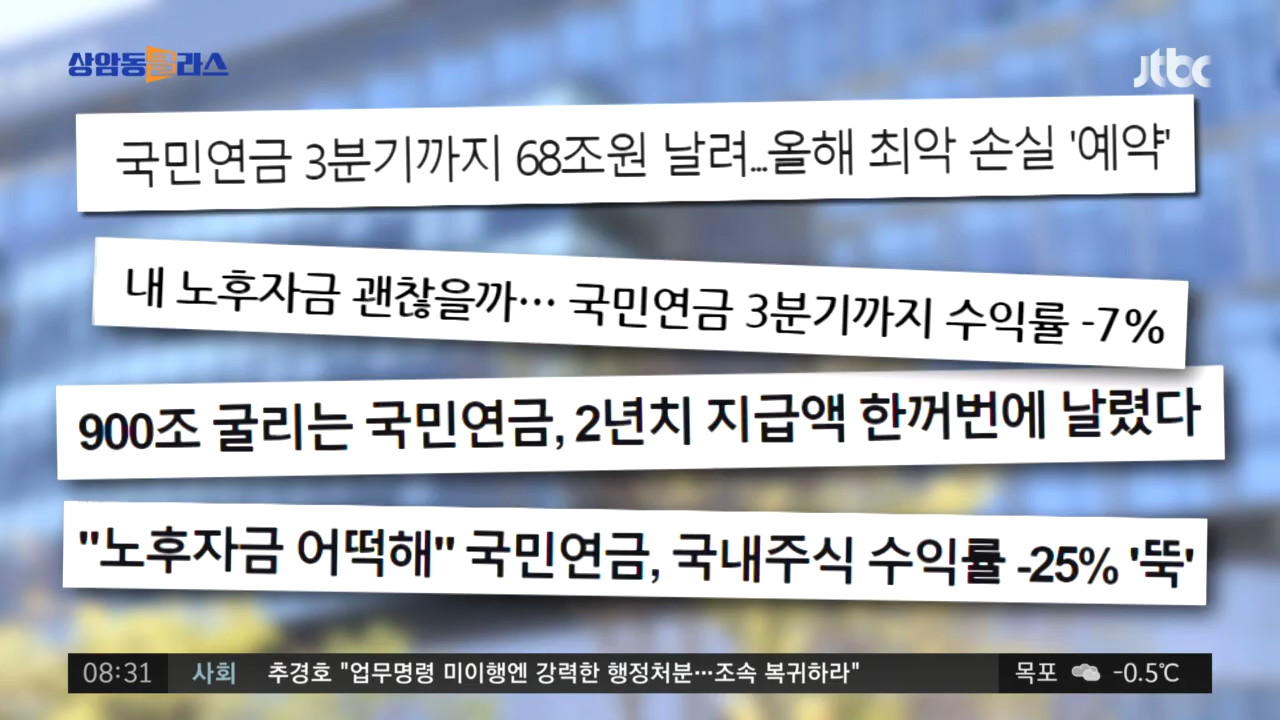 상암동클라스
jtbc
국민연금 3분기까지 68조원 날려...올해 최악 손실 '예약'
내 노후자금 괜찮을까… 국민연금 3분기까지 수익률 -7%
900조 굴리는 국민연금, 2년치 지급액 한꺼번에 날렸다
"노후자금 어떡해" 국민연금, 국내주식 수익률 -25% '뚝'
08:31 사회 추경호 "업무명령 미이행엔 강력한 행정처분…조속 복귀하라" 목포 -0.5℃